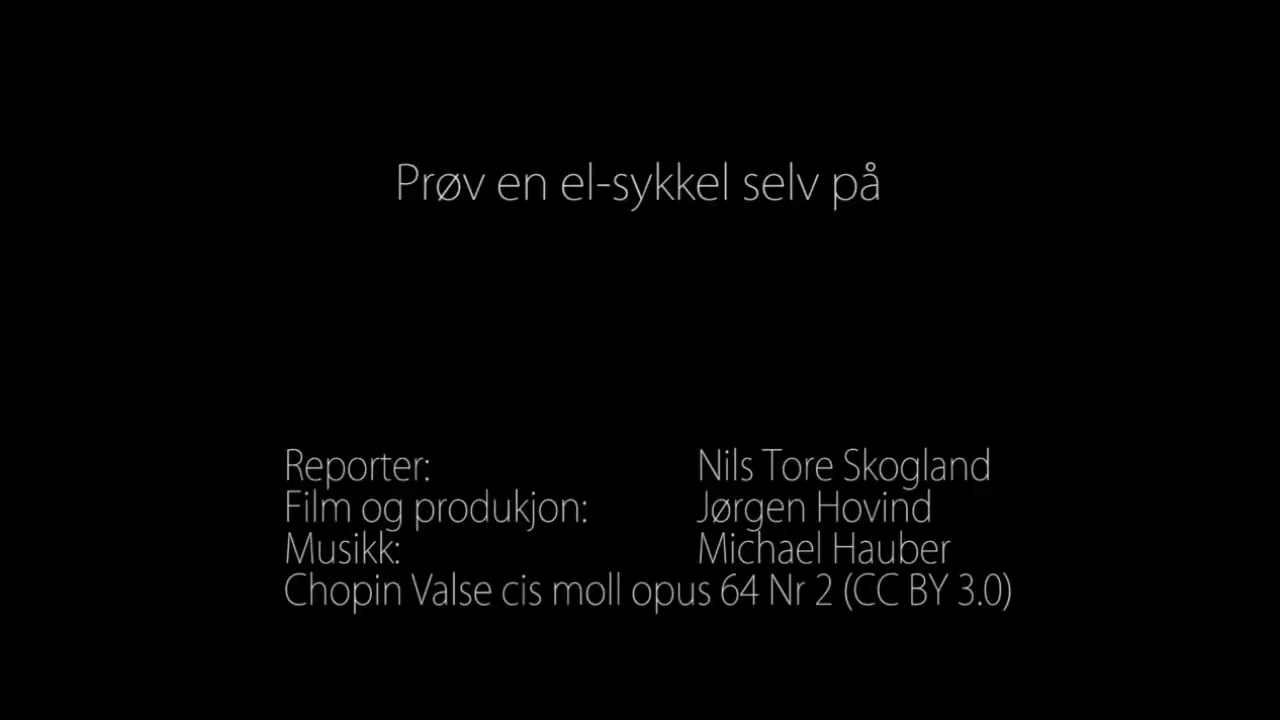 Prøv en el-sykkel selv på
Reporter: Nils Tore Skogland
Film og produkjon: Jørgen Hovind
Musikk: Michael Hauber
Chopin Valse cis moll opus 64 Nr 2 (CC BY 3.0)